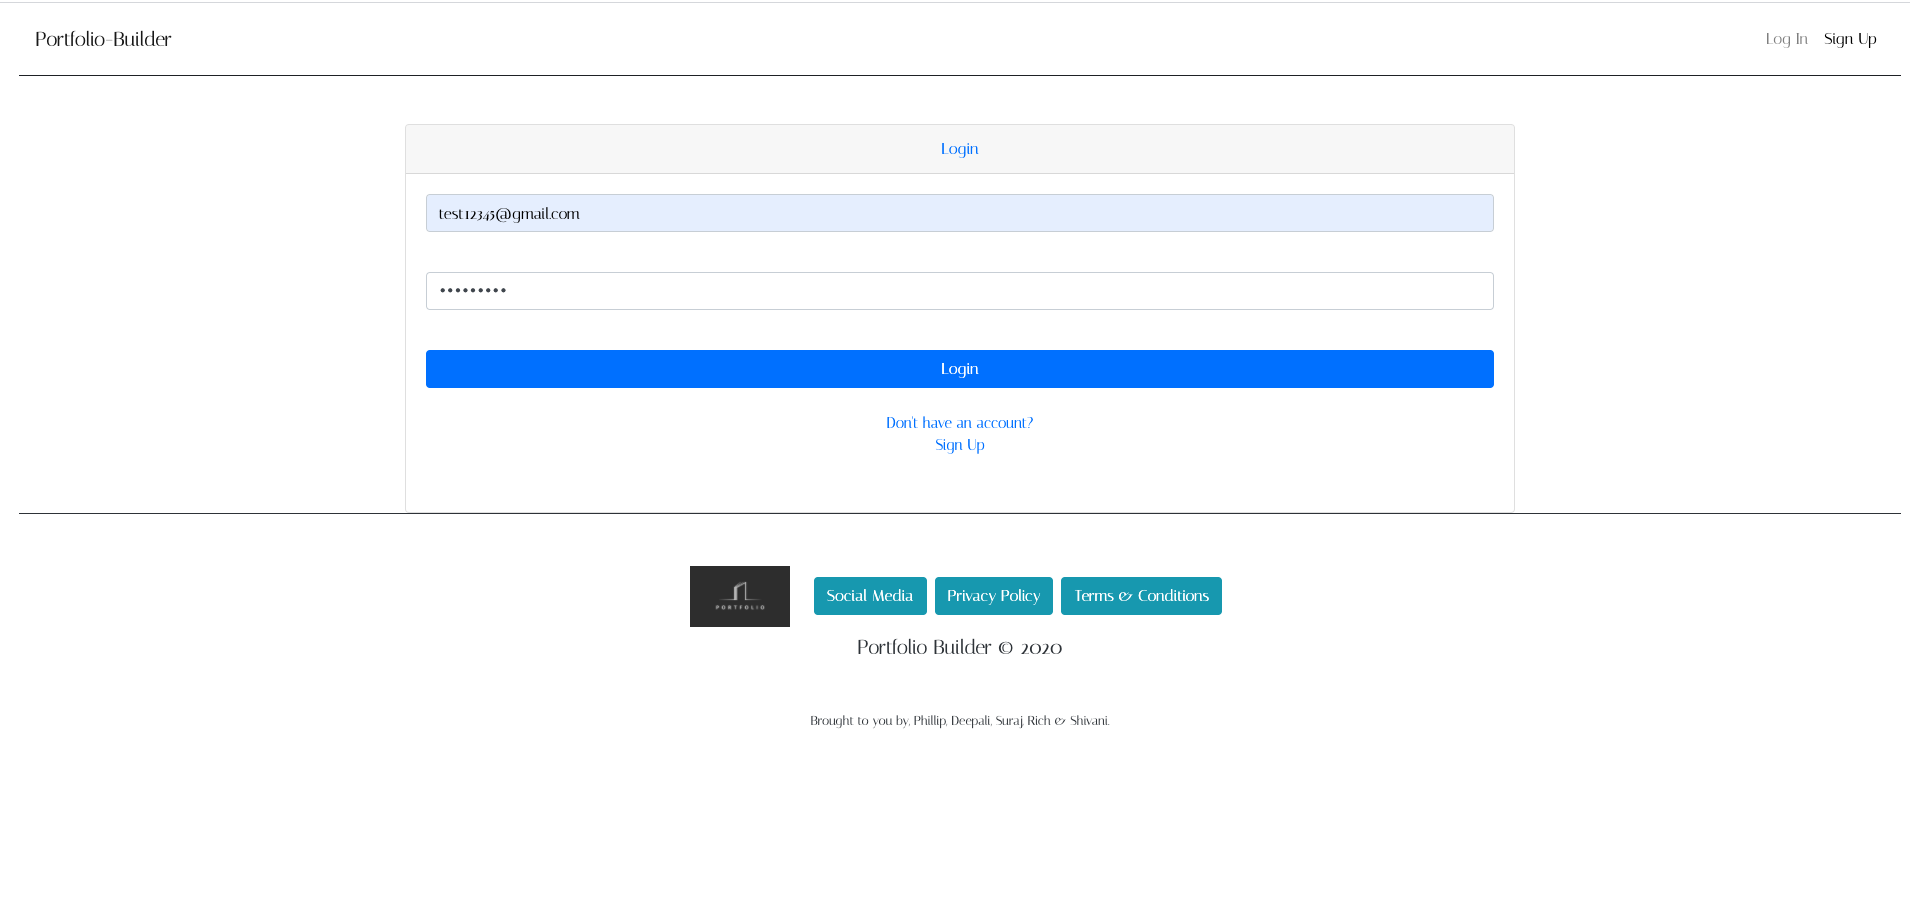 Portfolio-Builder
Log In Sign Up
Login
test12345@gmail.com
•••••••••
Login
Don't have an account?
Sign Up
PORTFOLIO
Social Media Privacy Policy Terms & Conditions
Portfolio Builder © 2020
Brought to you by, Phillip, Deepali, Suraj, Rich & Shivani.